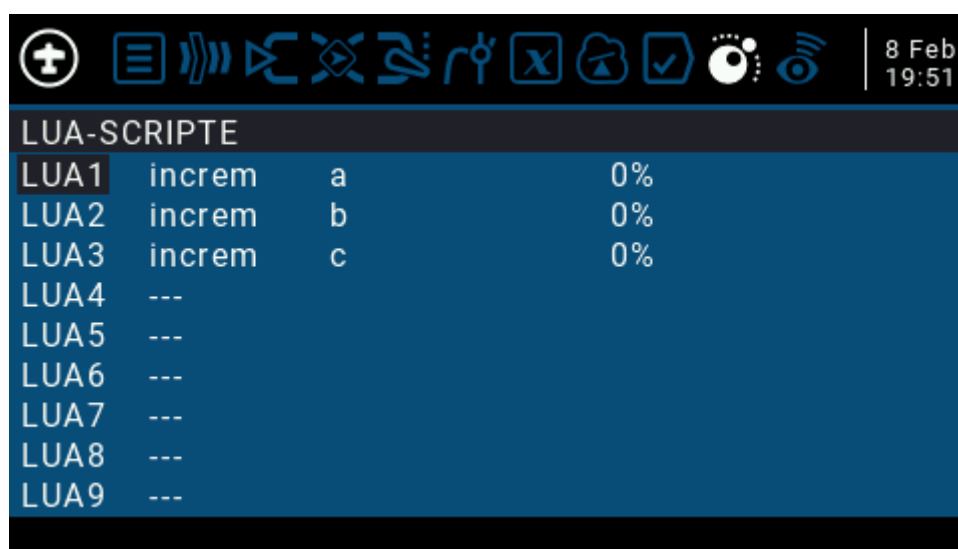 8 Feb
19:51
LUA-SCRIPTE
LUA1 increm a 0%
LUA2 increm b 0%
LUA3 increm c 0%
LUA4 ---
LUA5 ---
LUA6 ---
LUA7 ---
LUA8 ---
LUA9 ---